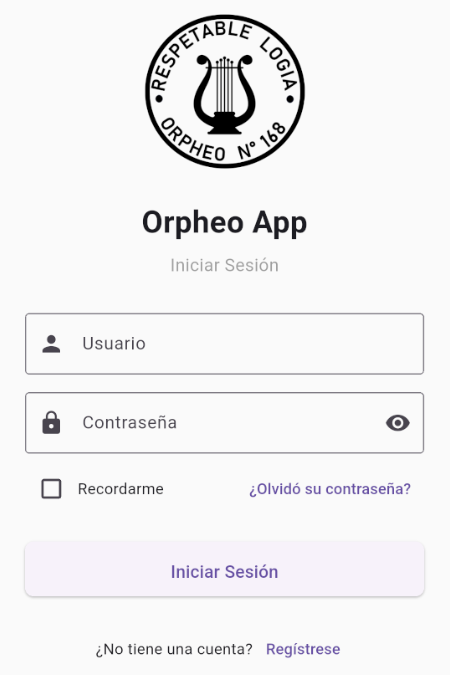 RESPETABLE LOGIA
ORPHEO Nº 168
Orpheo App
Iniciar Sesión
Usuario
Contraseña
Recordarme ¿Olvidó su contraseña?
Iniciar Sesión
¿No tiene una cuenta? Regístrese